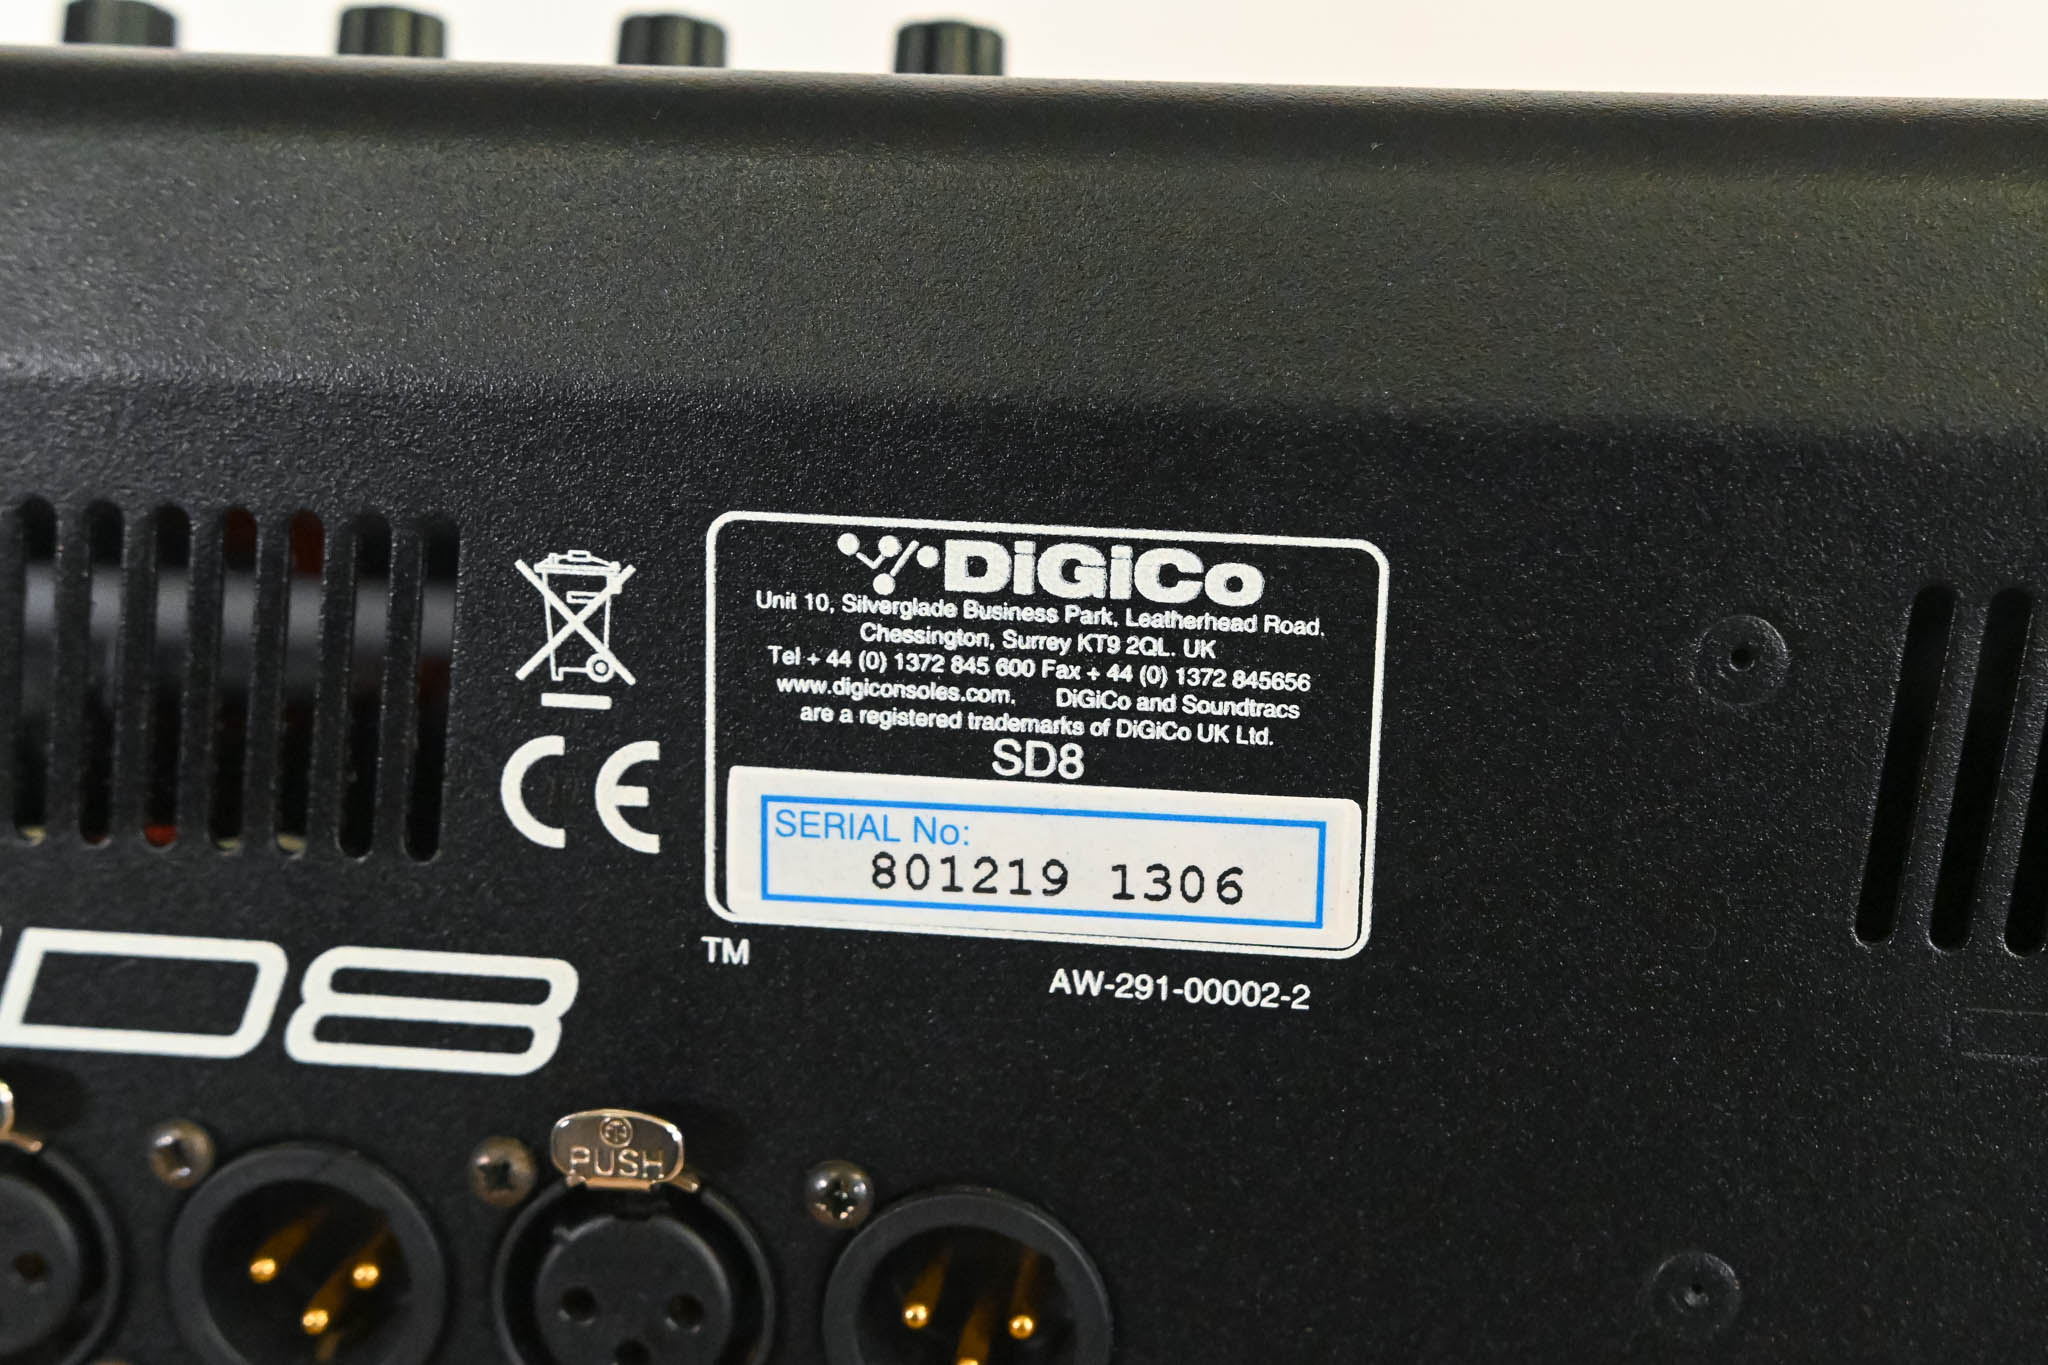 DiGiCo
Unit 10, Silverglade Business Park, Leatherhead Road,
Chessington, Surrey KT9 2QL. UK
Tel + 44 (0) 1372 845 600 Fax + 44 (0) 1372 845656
www.digiconsoles.com. DiGiCo and Soundtracs
are a registered trademarks of DiGiCo UK Ltd.
SD8
SERIAL No:
801219 1306
CE
D8
TM
AW-291-00002-2
PUSH